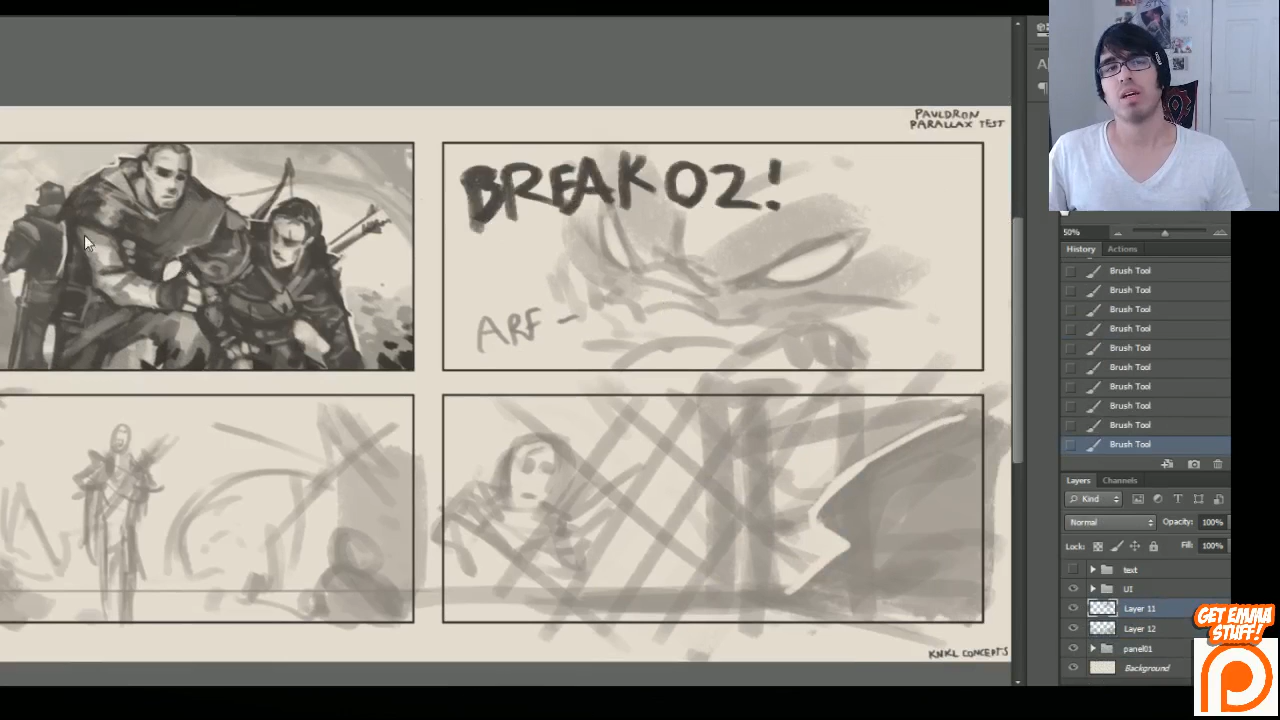 PAULDRON
PARALLAX TEST
BREAK 02!
ARF -
KNKL CONCEPTS
50%
History
Actions
Brush Tool
Brush Tool
Brush Tool
Brush Tool
Brush Tool
Brush Tool
Brush Tool
Brush Tool
Brush Tool
Brush Tool
Layers
Channels
Kind
Normal
Opacity: 100%
Lock:
Fill: 100%
text
UI
Layer 11
Layer 12
panel01
Background
GET EMMA
STUFF!